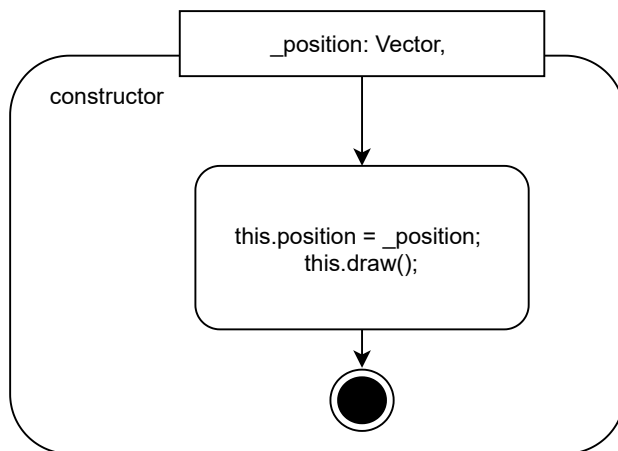 _position: Vector,
constructor
this.position = _position;
this.draw();